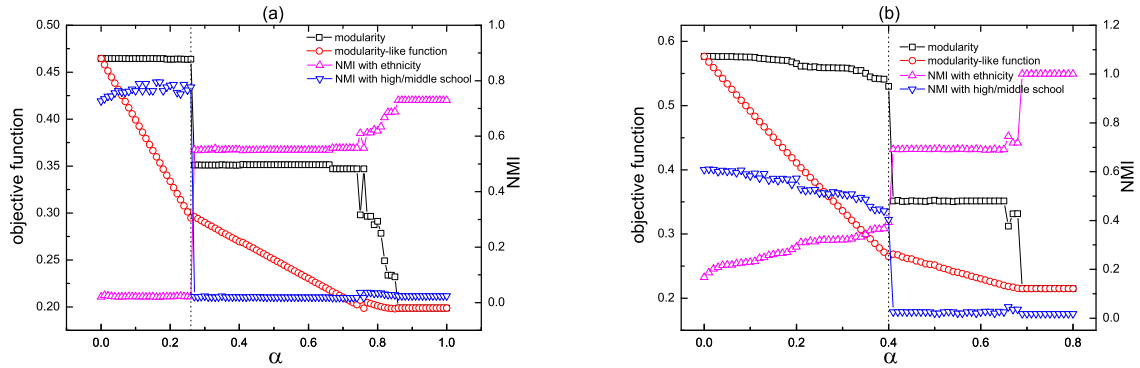 (a)
modularity
modularity-like function
NMI with ethnicity
NMI with high/middle school
0.50
0.45
0.40
0.35
0.30
0.25
0.20
objective function
1.0
0.8
0.6
0.4
0.2
0.0
NMI
0.0 0.2 0.4 0.6 0.8 1.0
α
(b)
modularity
modularity-like function
NMI with ethnicity
NMI with high/middle school
0.6
0.5
0.4
0.3
0.2
objective function
1.2
1.0
0.8
0.6
0.4
0.2
0.0
NMI
0.0 0.2 0.4 0.6 0.8
α